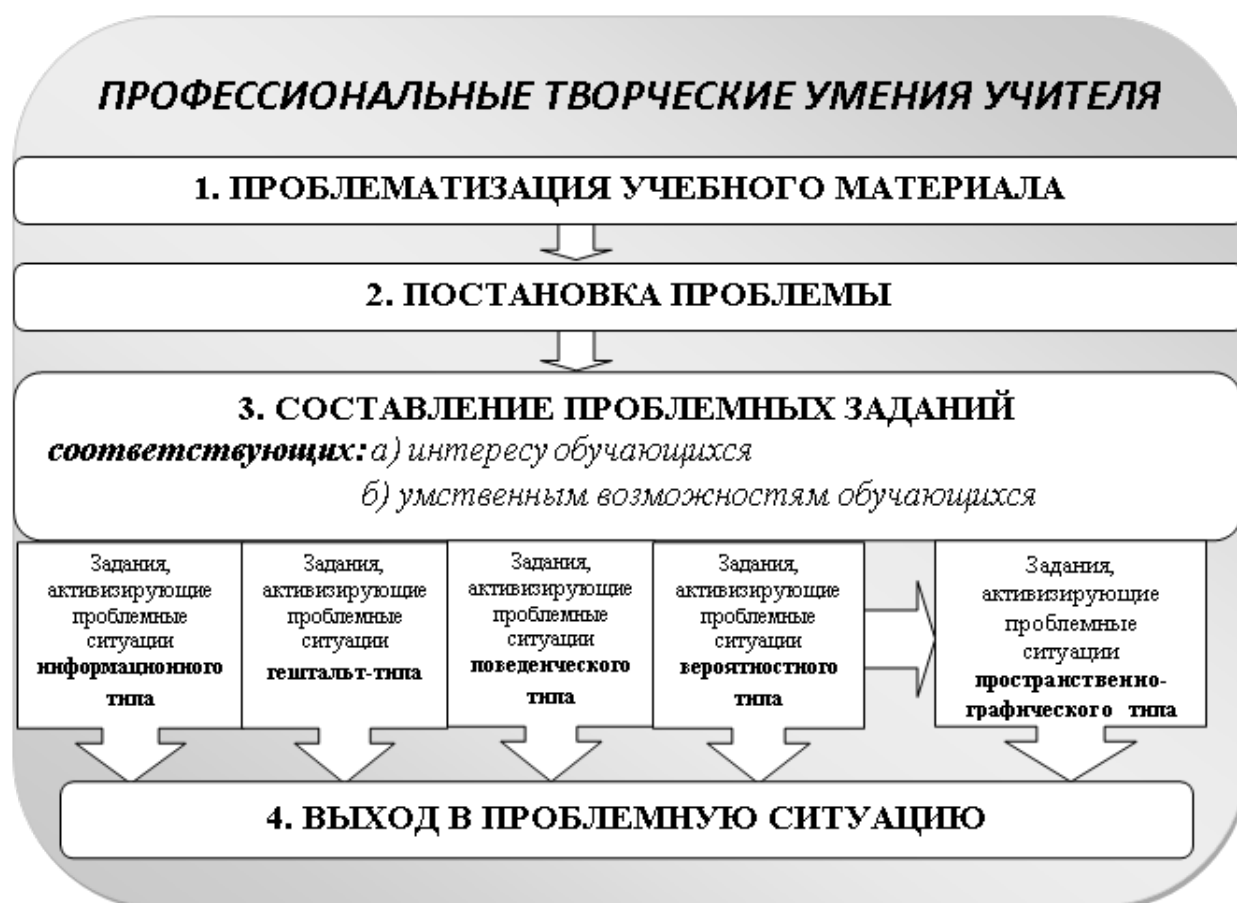 ПРОФЕССИОНАЛЬНЫЕ ТВОРЧЕСКИЕ УМЕНИЯ УЧИТЕЛЯ
1. ПРОБЛЕМАТИЗАЦИЯ УЧЕБНОГО МАТЕРИАЛА
2. ПОСТАНОВКА ПРОБЛЕМЫ
3. СОСТАВЛЕНИЕ ПРОБЛЕМНЫХ ЗАДАНИЙ
соответствующих: а) интересу обучающихся
б) умственным возможностям обучающихся
Задания,
активизирующие
проблемные
ситуации
информационного
типа
Задания,
активизирующие
проблемные
ситуации
гештальт-типа
Задания,
активизирующие
проблемные
ситуации
поведенческого
типа
Задания,
активизирующие
проблемные
ситуации
вероятностного
типа
Задания,
активизирующие
проблемные
ситуации
пространственно-
графического типа
4. ВЫХОД В ПРОБЛЕМНУЮ СИТУАЦИЮ